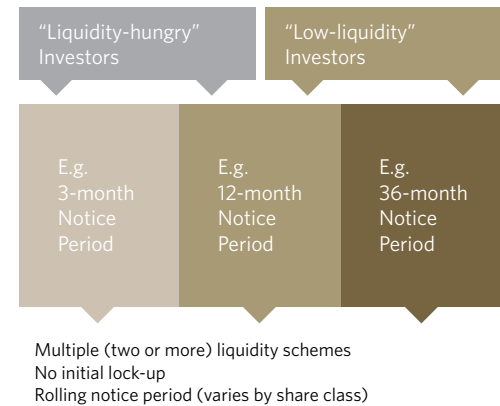 “Liquidity-hungry”
Investors
“Low-liquidity”
Investors
E.g.
3-month
Notice
Period
E.g.
12-month
Notice
Period
E.g.
36-month
Notice
Period
Multiple (two or more) liquidity schemes
No initial lock-up
Rolling notice period (varies by share class)